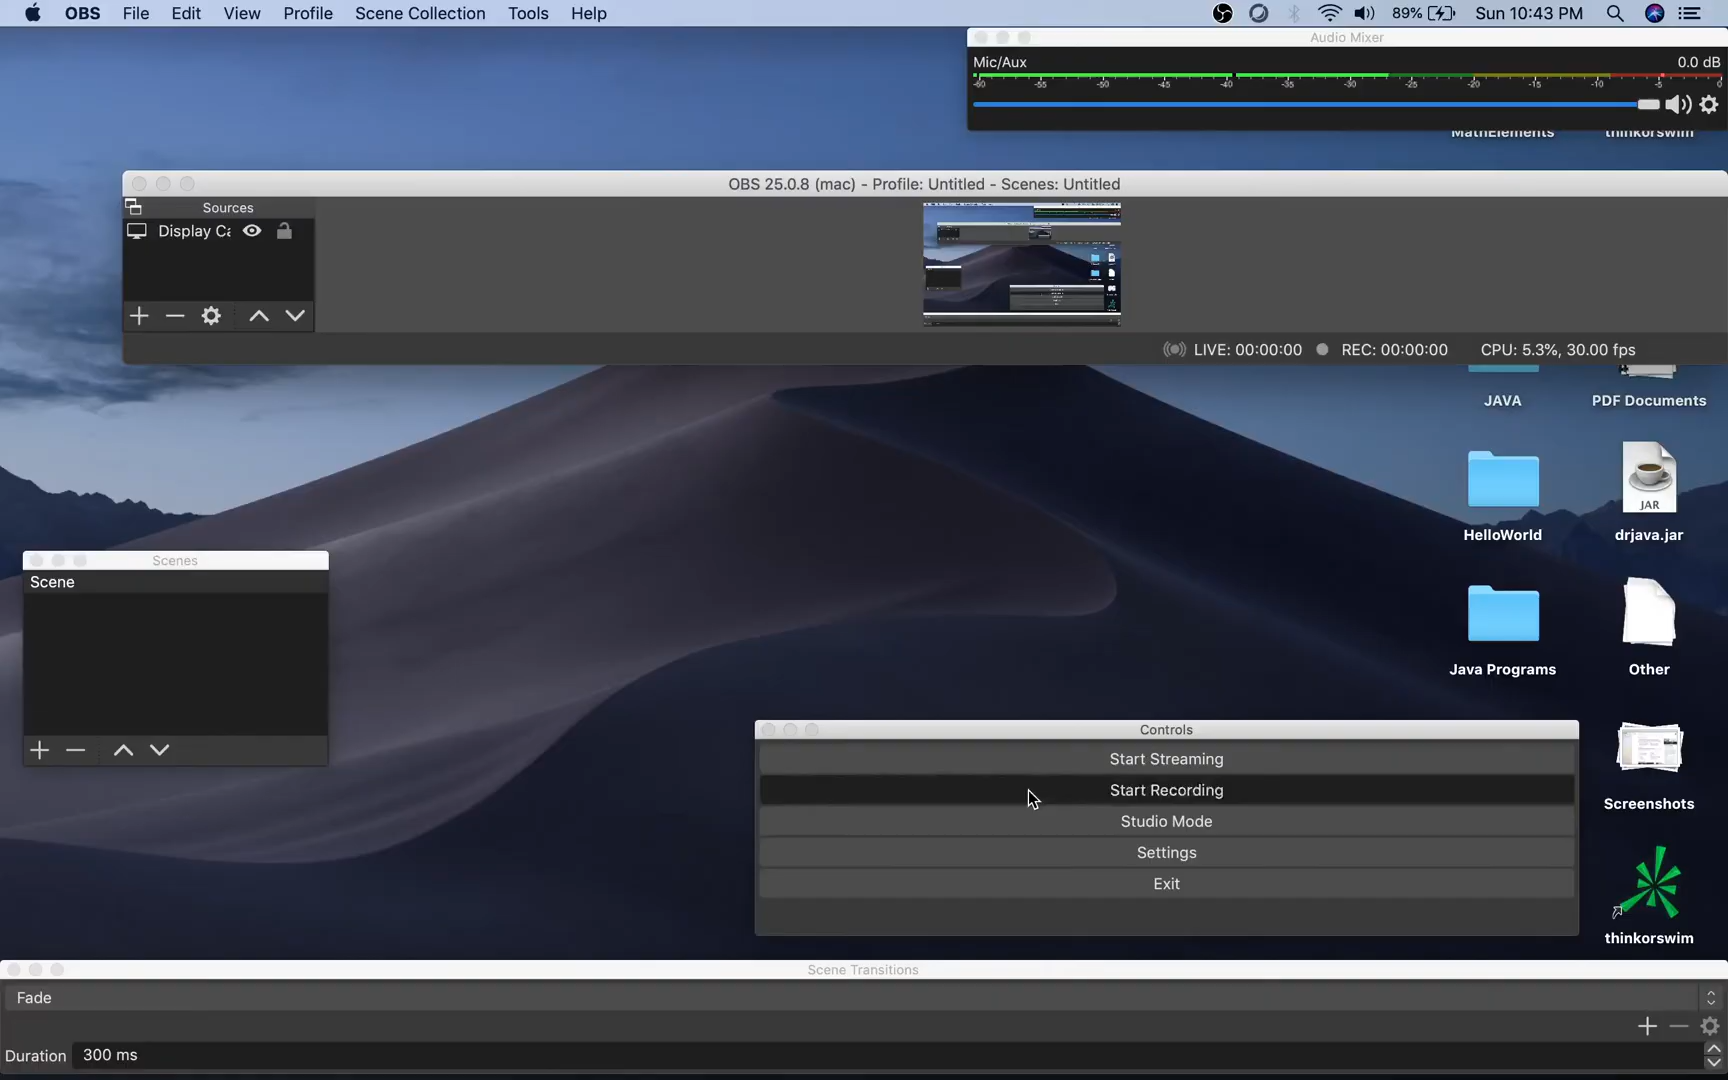 OBS File Edit View Profile Scene Collection Tools Help 89% Sun 10:43 PM
Audio Mixer
Mic/Aux 0.0 dB
-60 -55 -50 -45 -40 -35 -30 -25 -20 -15 -10 -5 0
MathElements thinkorswim
OBS 25.0.8 (mac) - Profile: Untitled - Scenes: Untitled
Sources
Display Ca
LIVE: 00:00:00 REC: 00:00:00 CPU: 5.3%, 30.00 fps
JAVA PDF Documents
JAR
HelloWorld drjava.jar
Scenes
Scene
Java Programs Other
Controls
Start Streaming
Start Recording
Studio Mode
Settings
Exit
Screenshots
thinkorswim
Scene Transitions
Fade
Duration 300 ms